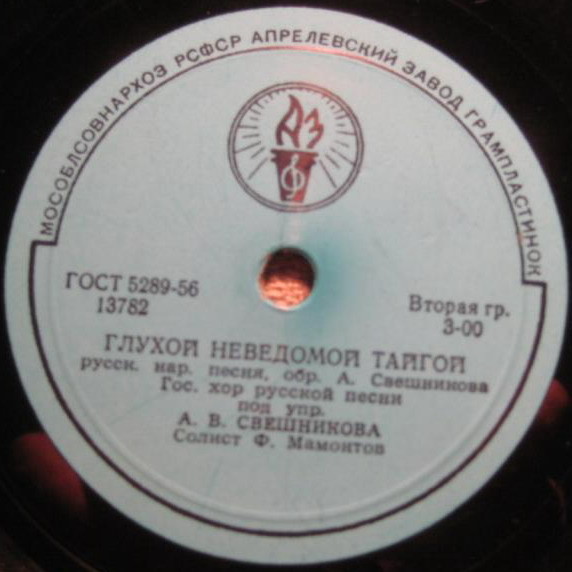 МОСОБЛСОВНАРХОЗ РСФСР АПРЕЛЕВСКИЙ ЗАВОД ГРАМПЛАСТИНОК
АЗ
ГОСТ 5289-56
13782
Вторая гр.
3-00
ГЛУХОЙ НЕВЕДОМОЙ ТАЙГОЙ
русск. нар. песня, обр. А. Свешникова
Гос. хор русской песни
под упр.
А. В. СВЕШНИКОВА
Солист Ф. Мамонтов